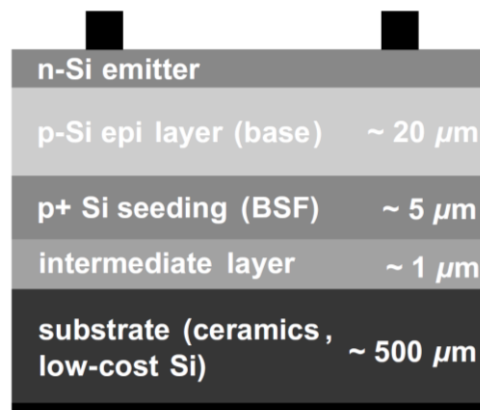 n-Si emitter
p-Si epi layer (base) ~ 20 µm
p+ Si seeding (BSF) ~ 5 µm
intermediate layer ~ 1 µm
substrate (ceramics, ~ 500 µm
low-cost Si)